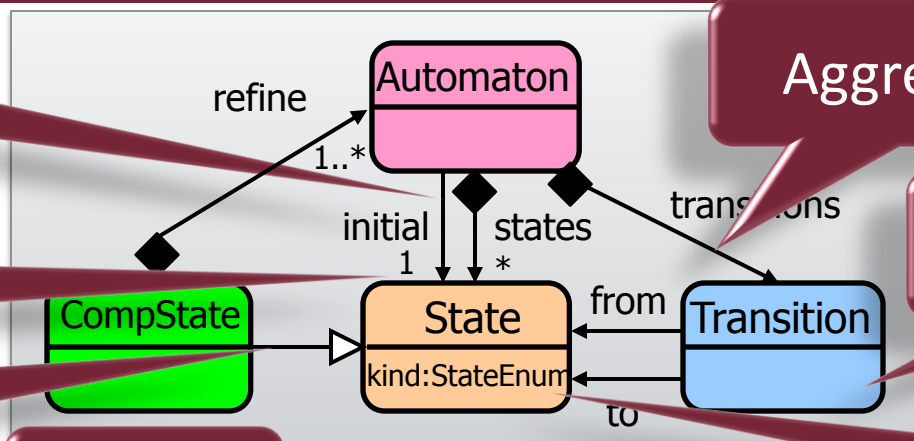 Aggre
Automaton
refine
1..*
transitions
initial
states
1
*
CompState
State
from
Transition
kind:StateEnum
to